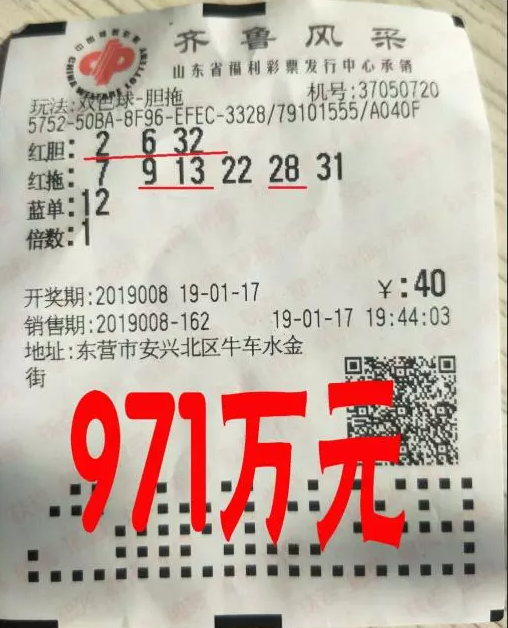 齐鲁风采
CHINA WELFARE LOTTERY
山东省福利彩票发行中心承销
玩法:双色球-胆拖 机号:37050720
5752-50BA-8F96-EFEC-3328/79101555/A040F
红胆: 2 6 32
红拖: 7 9 13 22 28 31
蓝单:12
倍数:1
开奖期:2019008 19-01-17 ¥:40
销售期:2019008-162 19-01-17 19:44:03
地址:东营市安兴北区牛车水金
街
971万元